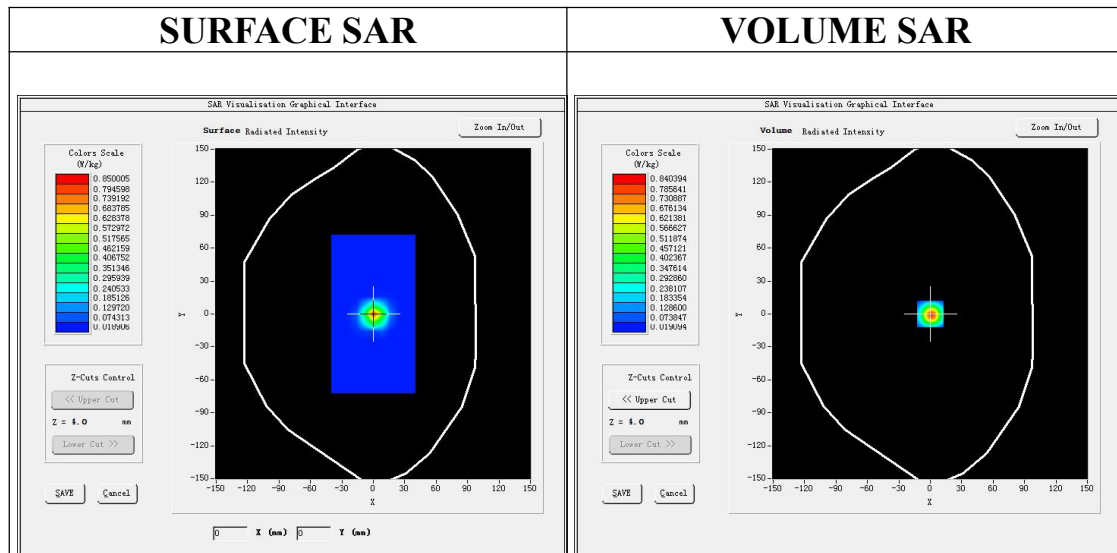 SURFACE SAR
SAR Visualisation Graphical Interface
Surface Radiated Intensity
Zoom In/Out
Colors Scale
(W/kg)
0.850005
0.794598
0.739192
0.683785
0.628378
0.572972
0.517565
0.462159
0.406752
0.351346
0.295939
0.240533
0.185126
0.129720
0.074313
0.018906
Z-Cuts Control
<< Upper Cut
Z = 4.0 mm
Lower Cut >>
SAVE Cancel
150
120
90
60
30
0
-30
-60
-90
-120
-150
Y
-150 -120 -90 -60 -30 0 30 60 90 120 150
X
0 X (mm) 0 Y (mm)
VOLUME SAR
SAR Visualisation Graphical Interface
Volume Radiated Intensity
Zoom In/Out
Colors Scale
(W/kg)
0.840394
0.785641
0.730887
0.676134
0.621381
0.566627
0.511874
0.457121
0.402367
0.347614
0.292860
0.238107
0.183354
0.128600
0.073847
0.019094
Z-Cuts Control
<< Upper Cut
Z = 4.0 mm
Lower Cut >>
SAVE Cancel
150
120
90
60
30
0
-30
-60
-90
-120
-150
Y
-150 -120 -90 -60 -30 0 30 60 90 120 150
X